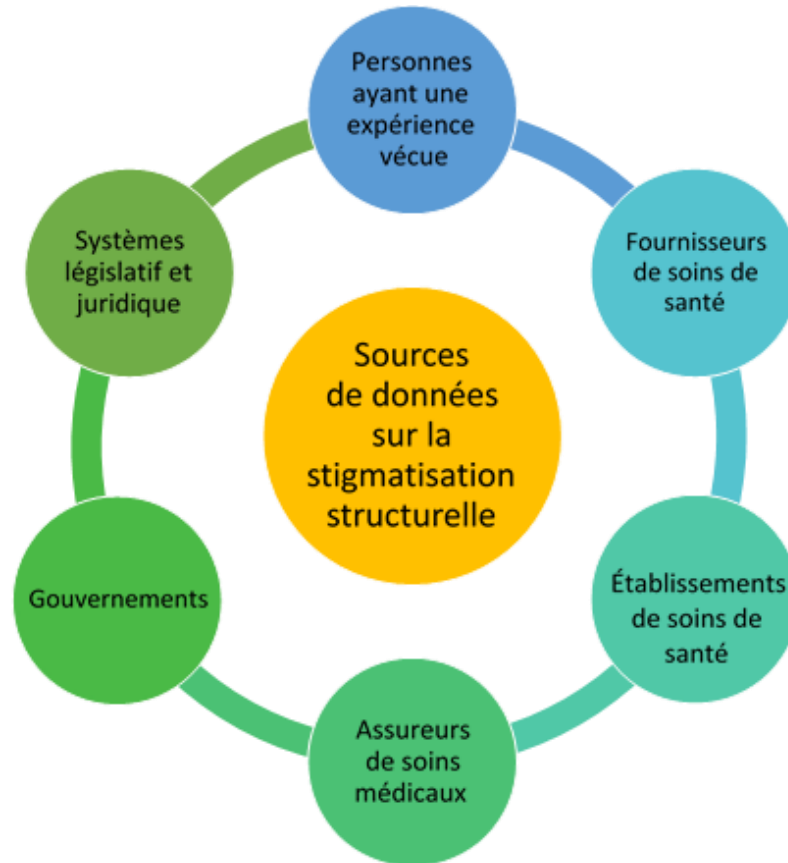 Personnes
ayant une
expérience
vécue
Fournisseurs
de soins de
santé
Établissements
de soins de
santé
Assureurs
de soins
médicaux
Gouvernements
Systèmes
législatif et
juridique
Sources
de données
sur la
stigmatisation
structurelle